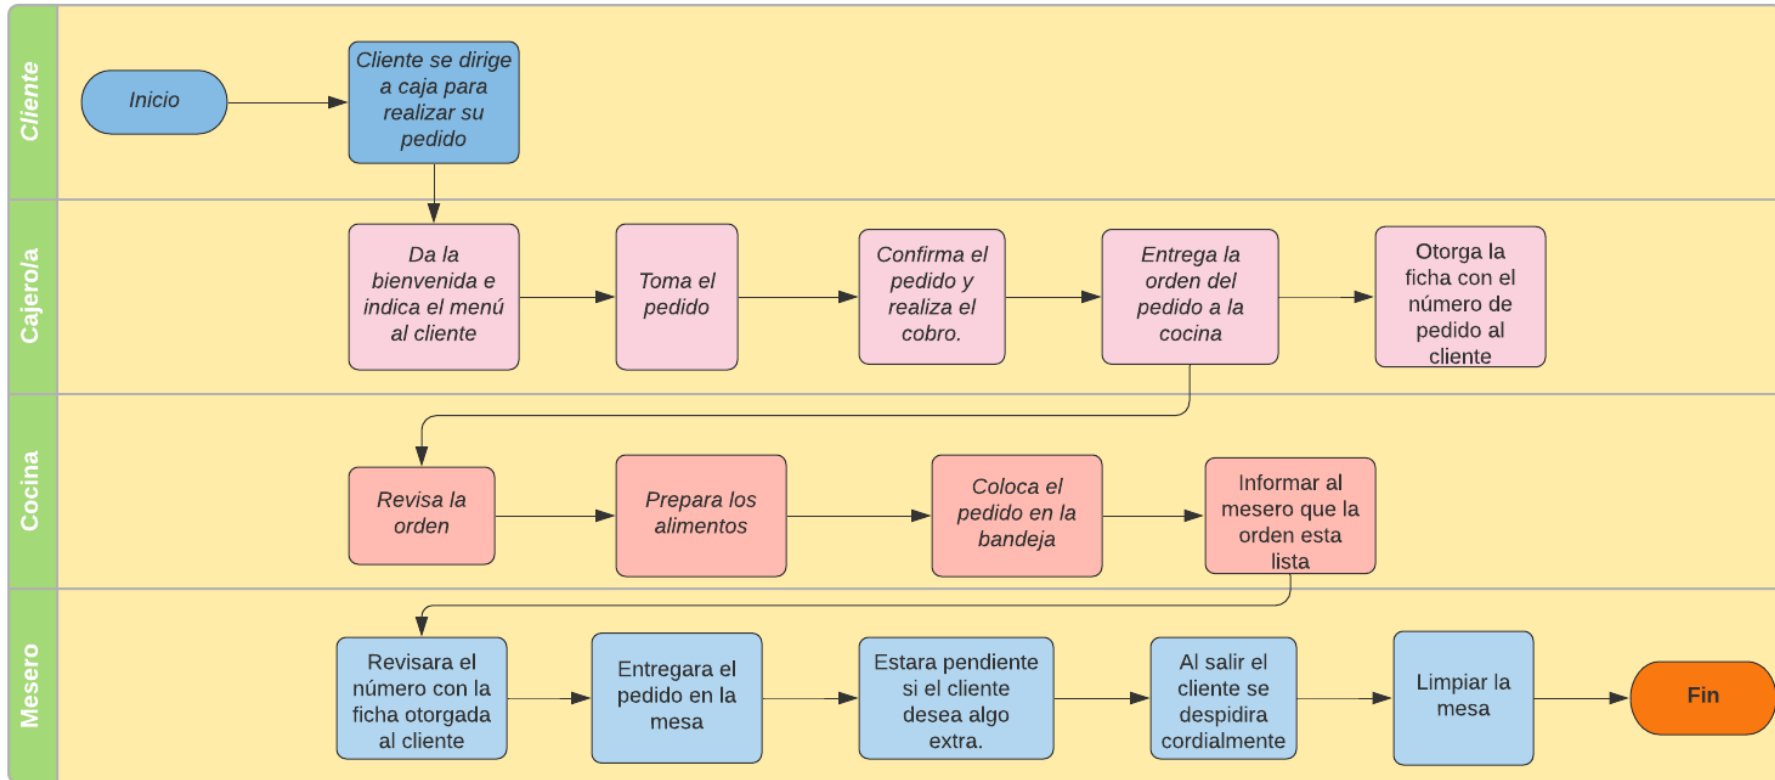 Cliente
Inicio
Cliente se dirige
a caja para
realizar su
pedido
Cajero/a
Da la
bienvenida e
indica el menú
al cliente
Toma el
pedido
Confirma el
pedido y
realiza el
cobro.
Entrega la
orden del
pedido a la
cocina
Otorga la
ficha con el
número de
pedido al
cliente
Cocina
Revisa la
orden
Prepara los
alimentos
Coloca el
pedido en la
bandeja
Informar al
mesero que la
orden esta
lista
Mesero
Revisara el
número con la
ficha otorgada
al cliente
Entregara el
pedido en la
mesa
Estara pendiente
si el cliente
desea algo
extra.
Al salir el
cliente se
despidira
cordialmente
Limpiar la
mesa
Fin